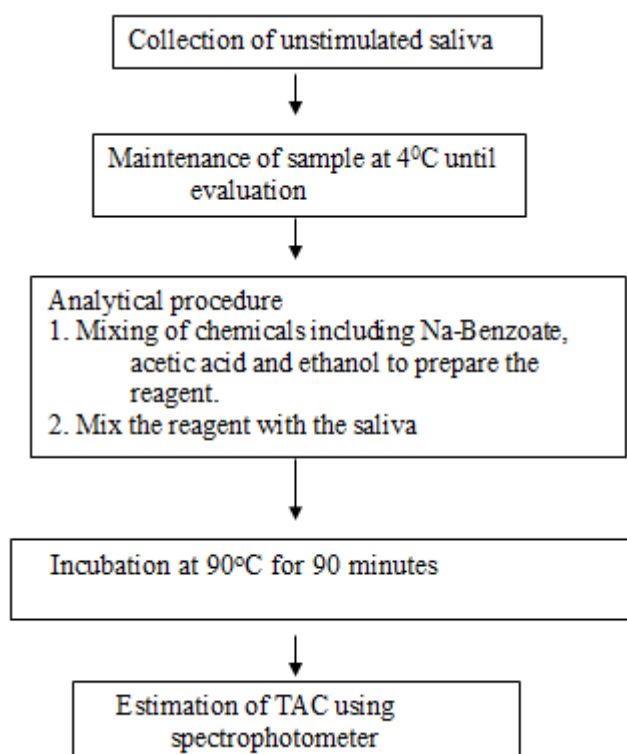 Collection of unstimulated saliva
Maintenance of sample at 4⁰C until
evaluation
Analytical procedure
1. Mixing of chemicals including Na-Benzoate,
acetic acid and ethanol to prepare the
reagent.
2. Mix the reagent with the saliva
Incubation at 90°C for 90 minutes
Estimation of TAC using
spectrophotometer